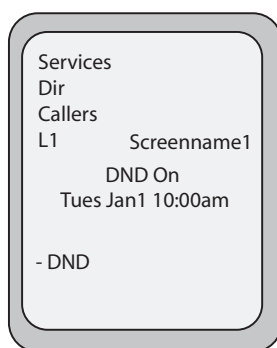 Services
Dir
Callers
L1 Screenname1
DND On
Tues Jan1 10:00am
- DND